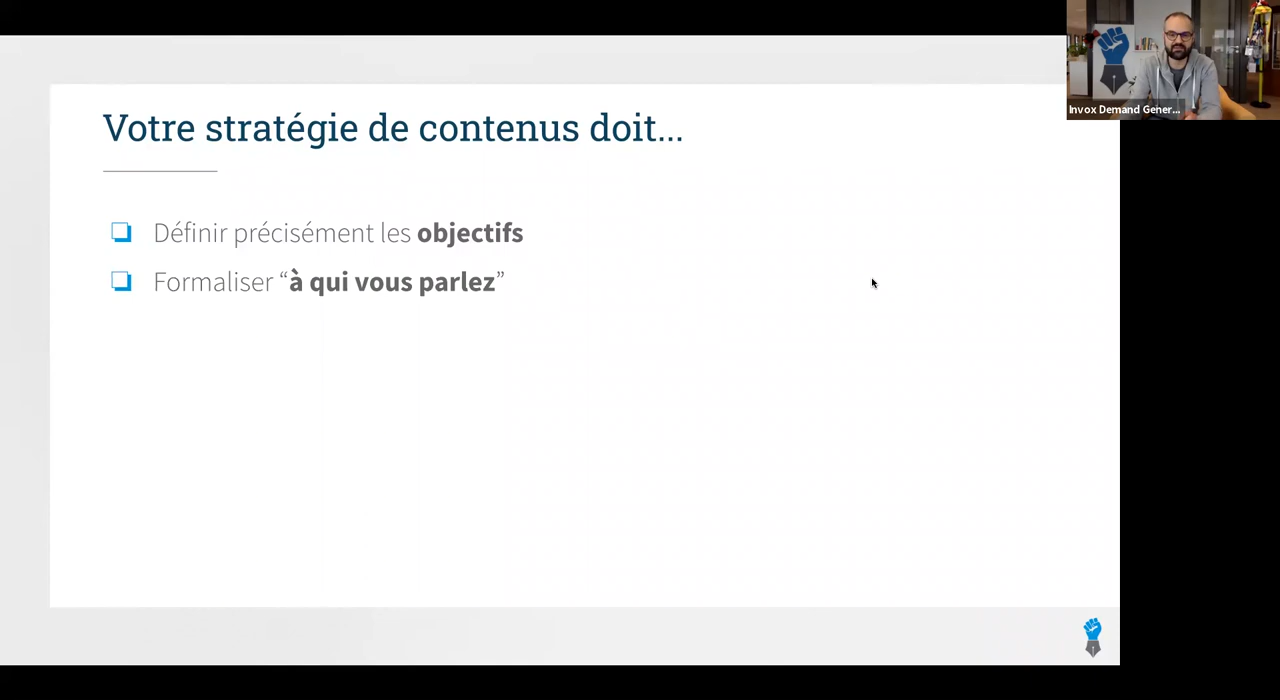 Votre stratégie de contenus doit...
Définir précisément les objectifs
Formaliser “à qui vous parlez”
Invox Demand Gener...